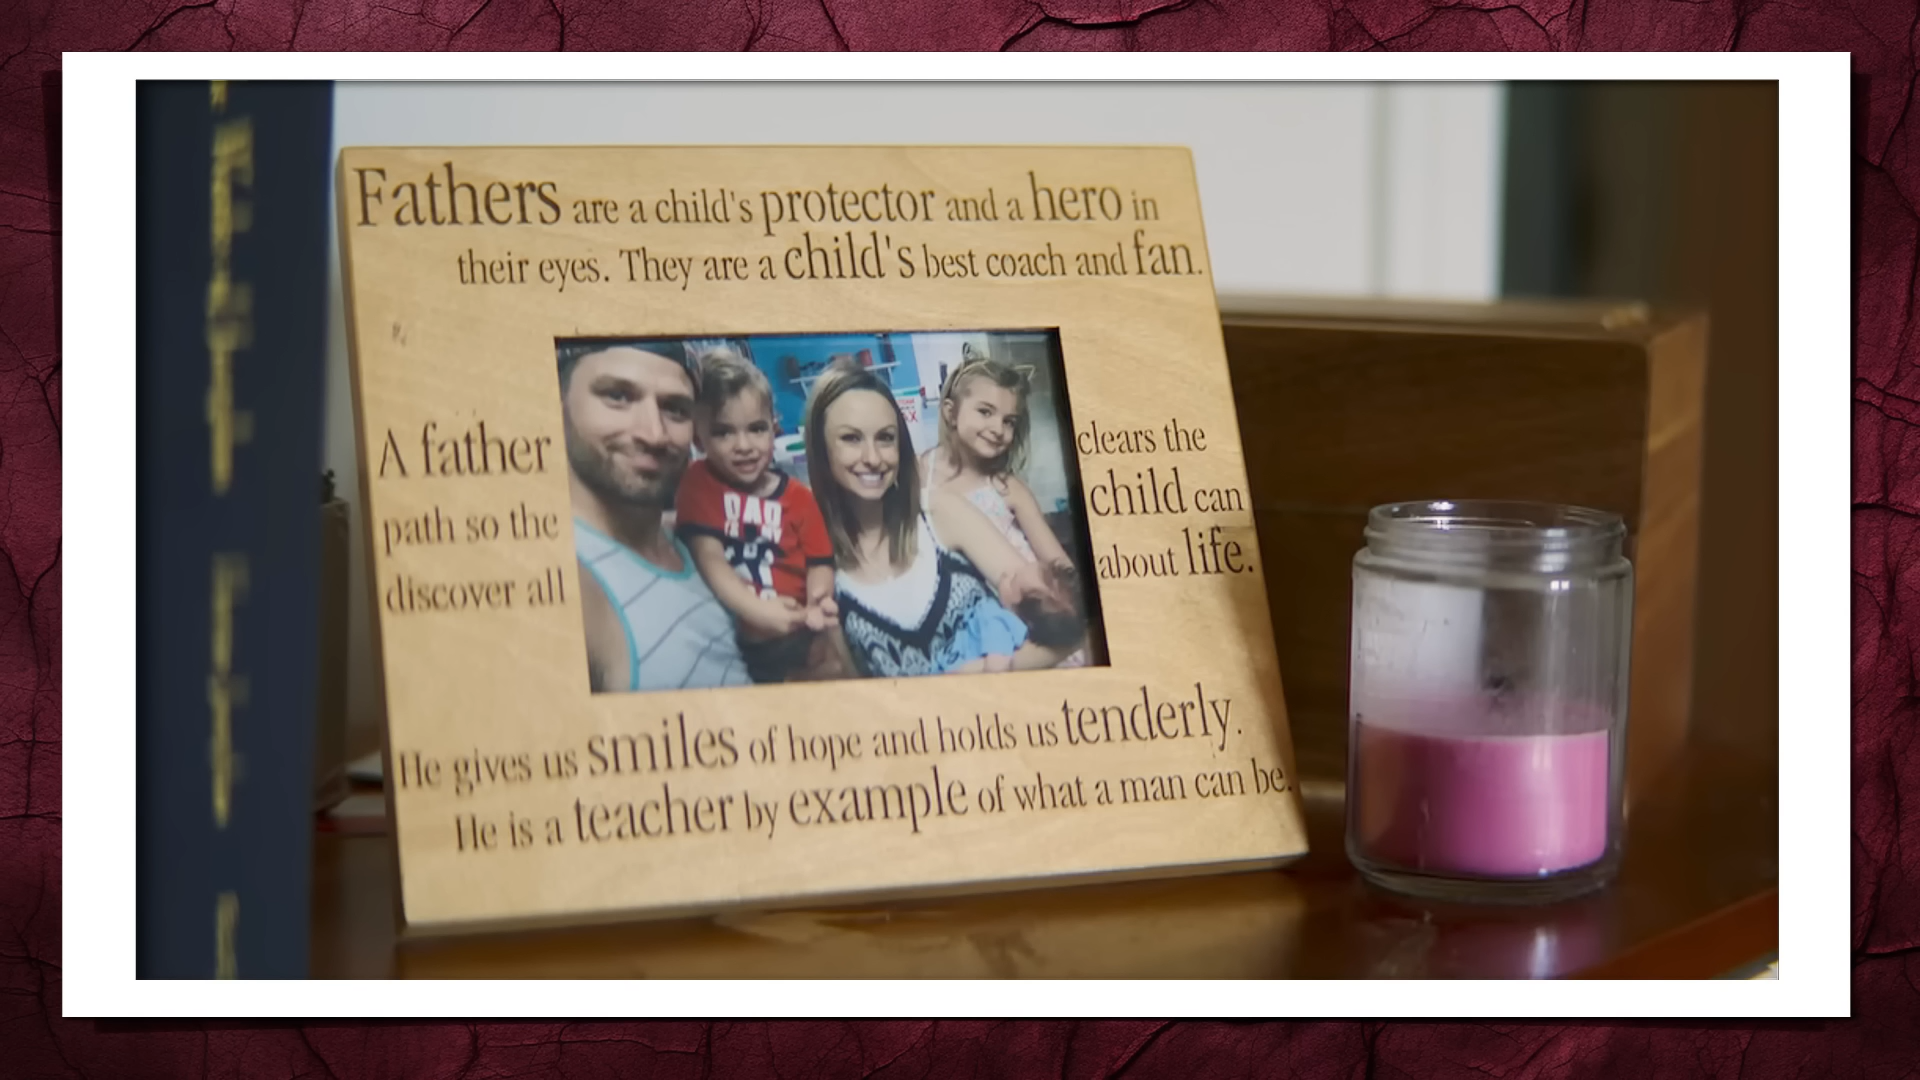 Fathers are a child's protector and a hero in
their eyes. They are a child's best coach and fan.
A father clears the
path so the child can
discover all about life.
DAD
He gives us smiles of hope and holds us tenderly.
He is a teacher by example of what a man can be.